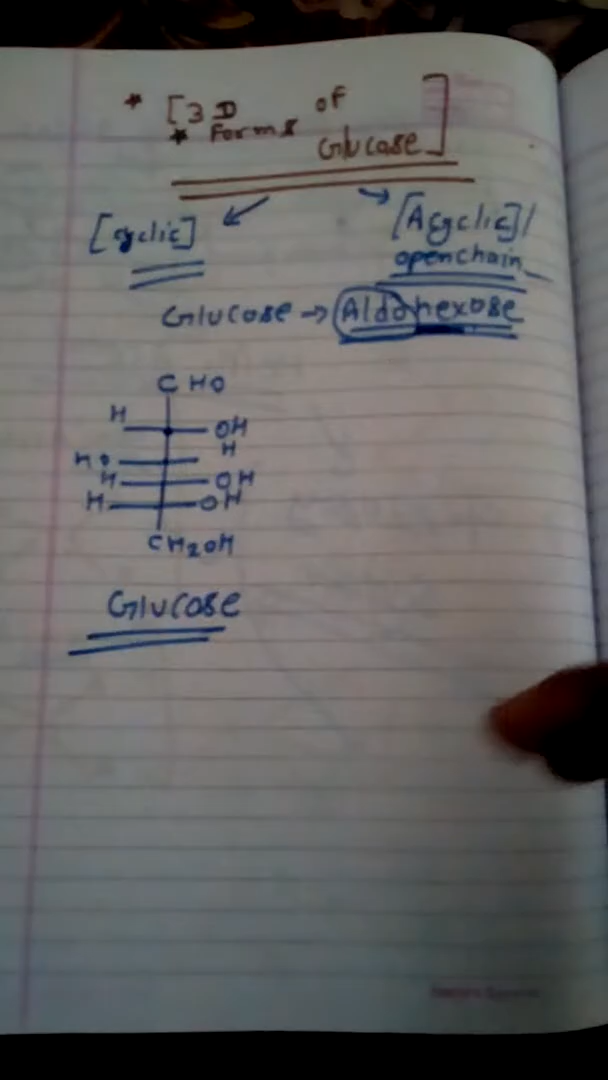 * [3D of
* Forms Glucose]
[cyclic] [Acyclic]/
openchain
Glucose → Aldohexose
CHO
H OH
HO H
H OH
H OH
CH2OH
Glucose